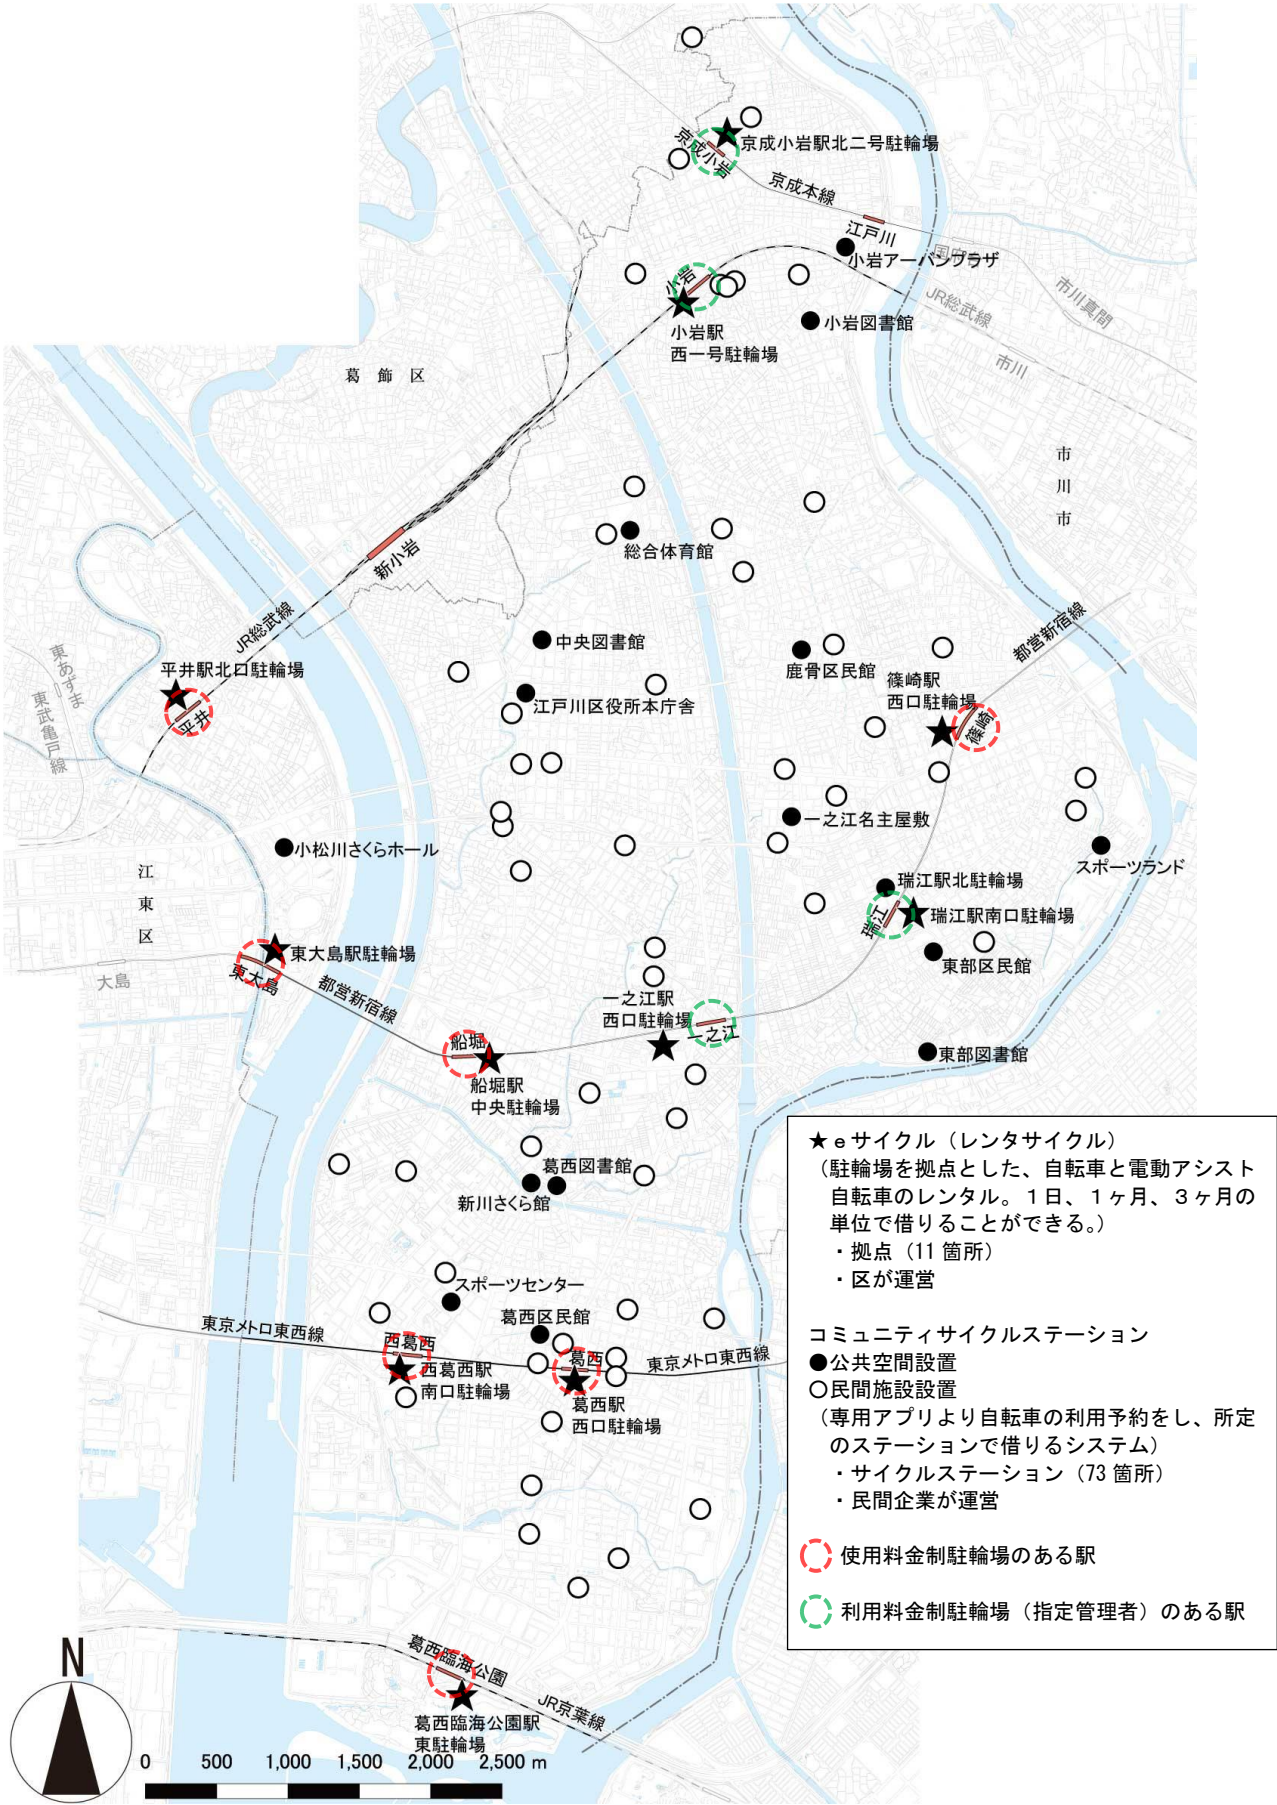 京成小岩
京成小岩駅北二号駐輪場
京成本線
江戸川
小岩アーバンプラザ
市川真間
JR総武線
市川
小岩
小岩駅
西一号駐輪場
小岩図書館
葛飾区
市川市
新小岩
総合体育館
JR総武線
都営新宿線
中央図書館
鹿骨区民館
東あずま
東武亀戸線
平井駅北口駐輪場
平井
江戸川区役所本庁舎
篠崎駅
西口駐輪場
篠崎
一之江名主屋敷
小松川さくらホール
スポーツランド
江東区
瑞江駅北駐輪場
瑞江
瑞江駅南口駐輪場
東部区民館
東大島駅駐輪場
東大島
大島
都営新宿線
一之江駅
西口駐輪場
一之江
船堀
船堀駅
中央駐輪場
東部図書館
葛西図書館
新川さくら館
スポーツセンター
葛西区民館
東京メトロ東西線
西葛西
西葛西駅
南口駐輪場
葛西
東京メトロ東西線
葛西駅
西口駐輪場
葛西臨海公園
JR京葉線
葛西臨海公園駅
東駐輪場
★eサイクル（レンタサイクル）
（駐輪場を拠点とした、自転車と電動アシスト
自転車のレンタル。1日、1ヶ月、3ヶ月の
単位で借りることができる。）
・拠点（11箇所）
・区が運営
コミュニティサイクルステーション
●公共空間設置
○民間施設設置
（専用アプリより自転車の利用予約をし、所定
のステーションで借りるシステム）
・サイクルステーション（73箇所）
・民間企業が運営
使用料金制駐輪場のある駅
利用料金制駐輪場（指定管理者）のある駅
N
0 500 1,000 1,500 2,000 2,500 m